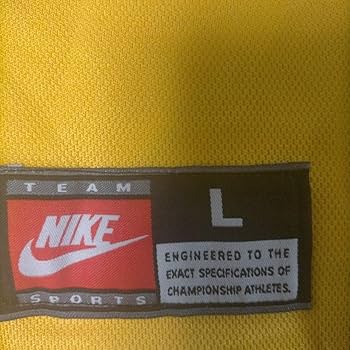 TEAM
NIKE
SPORTS
L
ENGINEERED TO THE
EXACT SPECIFICATIONS OF
CHAMPIONSHIP ATHLETES.